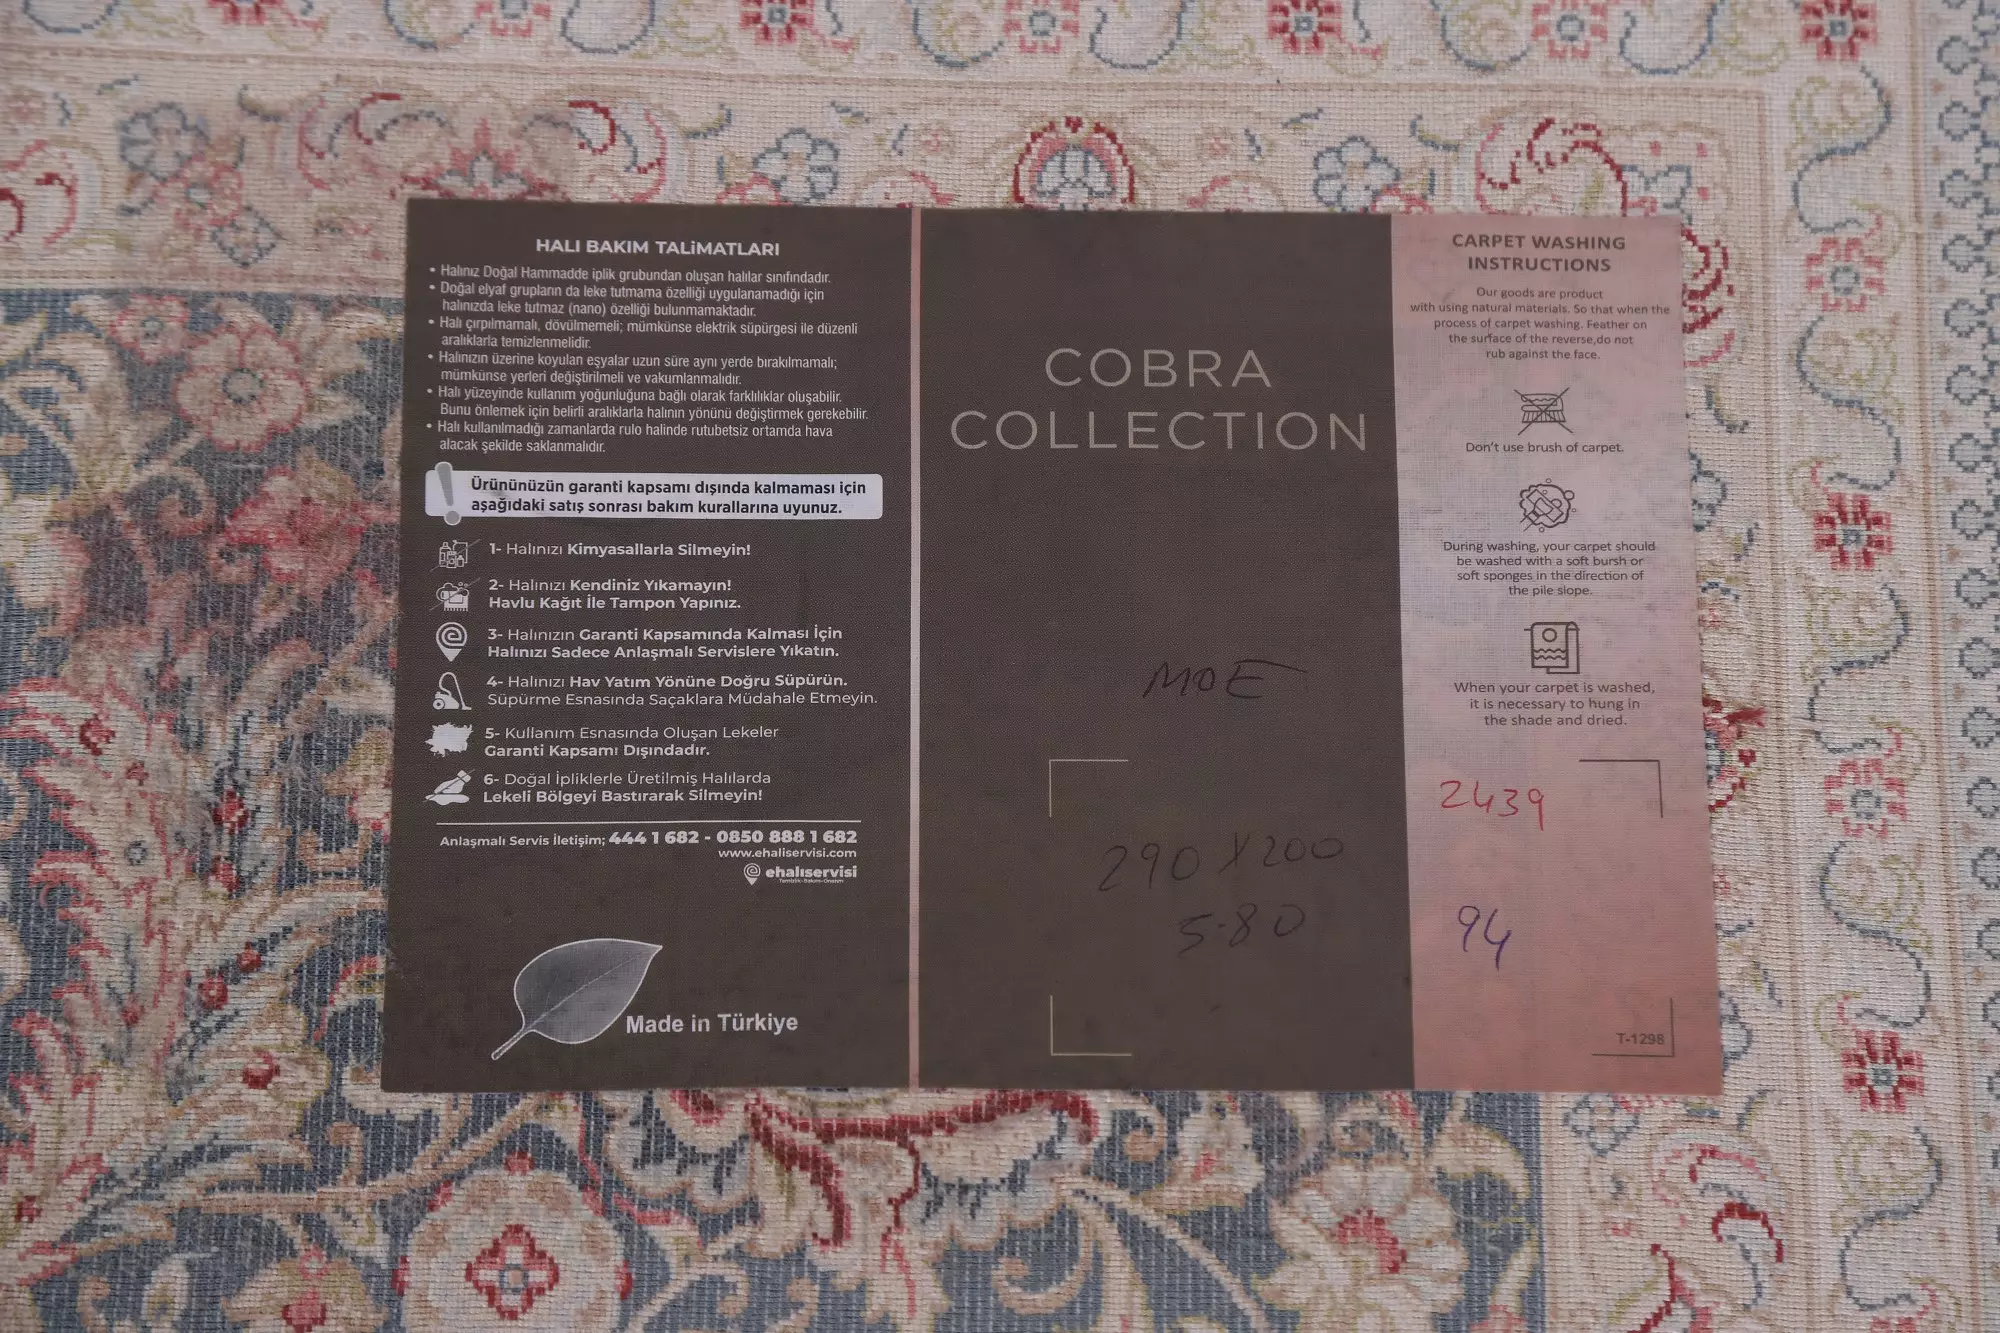 HALI BAKIM TALiMATLARI
• Halınız Doğal Hammadde iplik grubundan oluşan halılar sınıfındadır.
• Doğal elyaf grupların da leke tutmama özelliği uygulanamadığı için
halınızda leke tutmaz (nano) özelliği bulunmamaktadır.
• Halı çırpılmamalı, dövülmemeli; mümkünse elektrik süpürgesi ile düzenli
aralıklarla temizlenmelidir.
• Halınızın üzerine koyulan eşyalar uzun süre aynı yerde bırakılmamalı;
mümkünse yerleri değiştirilmeli ve vakumlanmalıdır.
• Halı yüzeyinde kullanım yoğunluğuna bağlı olarak farklılıklar oluşabilir.
Bunu önlemek için belirli aralıklarla halının yönünü değiştirmek gerekebilir.
• Halı kullanılmadığı zamanlarda rulo halinde rutubetsiz ortamda hava
alacak şekilde saklanmalıdır.
Ürününüzün garanti kapsamı dışında kalmaması için
aşağıdaki satış sonrası bakım kurallarına uyunuz.
1- Halınızı Kimyasallarla Silmeyin!
2- Halınızı Kendiniz Yıkamayın!
Havlu Kağıt İle Tampon Yapınız.
3- Halınızın Garanti Kapsamında Kalması İçin
Halınızı Sadece Anlaşmalı Servislere Yıkatın.
4- Halınızı Hav Yatım Yönüne Doğru Süpürün.
Süpürme Esnasında Saçaklara Müdahale Etmeyin.
5- Kullanım Esnasında Oluşan Lekeler
Garanti Kapsamı Dışındadır.
6- Doğal İpliklerle Üretilmiş Halılarda
Lekeli Bölgeyi Bastırarak Silmeyin!
Anlaşmalı Servis İletişim; 444 1 682 - 0850 888 1 682
www.ehaliservisi.com
ehalıservisi
Temizlik-Bakım-Onarım
Made in Türkiye
COBRA
COLLECTION
MOE
290 X 200
5.80
CARPET WASHING
INSTRUCTIONS
Our goods are product
with using natural materials. So that when the
process of carpet washing. Feather on
the surface of the reverse,do not
rub against the face.
Don't use brush of carpet.
During washing, your carpet should
be washed with a soft bursh or
soft sponges in the direction of
the pile slope.
When your carpet is washed,
it is necessary to hung in
the shade and dried.
2439
94
T-1298